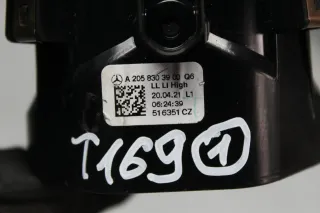 A 205 830 39 00 Q6
LL LI High
20.04.21 L1
06:24:39
516351 CZ
T169 1